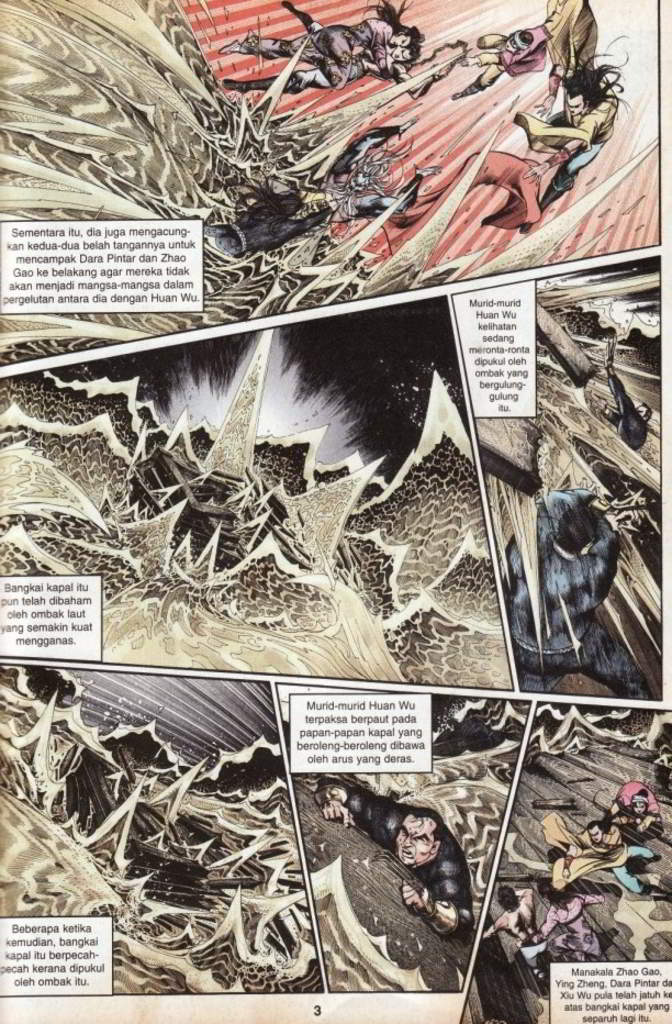 Sementara itu, dia juga mengacung-
kan kedua-dua belah tangannya untuk
mencampak Dara Pintar dan Zhao
Gao ke belakang agar mereka tidak
akan menjadi mangsa-mangsa dalam
pergelutan antara dia dengan Huan Wu.
Murid-murid
Huan Wu
kelihatan
sedang
meronta-ronta
dipukul oleh
ombak yang
bergulung-
gulung
itu.
Bangkai kapal itu
pun telah dibaham
oleh ombak laut
yang semakin kuat
mengganas.
Murid-murid Huan Wu
terpaksa berpaut pada
papan-papan kapal yang
beroleng-beroleng dibawa
oleh arus yang deras.
Beberapa ketika
kemudian, bangkai
kapal itu berpecah-
pecah kerana dipukul
oleh ombak itu.
Manakala Zhao Gao,
Ying Zheng, Dara Pintar da
Xiu Wu pula telah jatuh ke
atas bangkai kapal yang
separuh lagi itu.
3